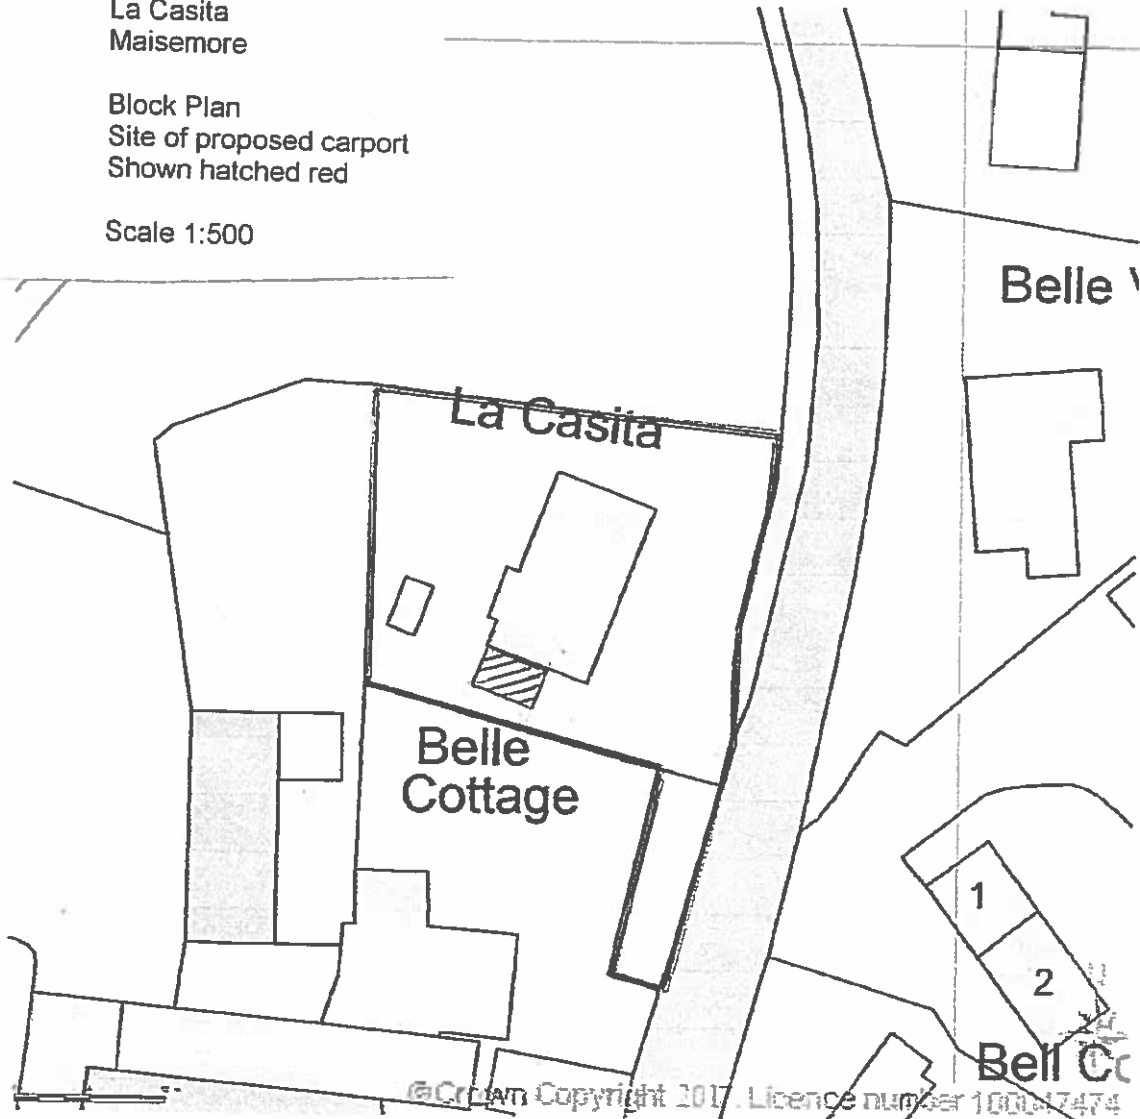 La Casita
Maisemore
Block Plan
Site of proposed carport
Shown hatched red
Scale 1:500
Belle
La Casita
Belle
Cottage
1
2
Bell
©Crown Copyright 2017. Licence number 100047474